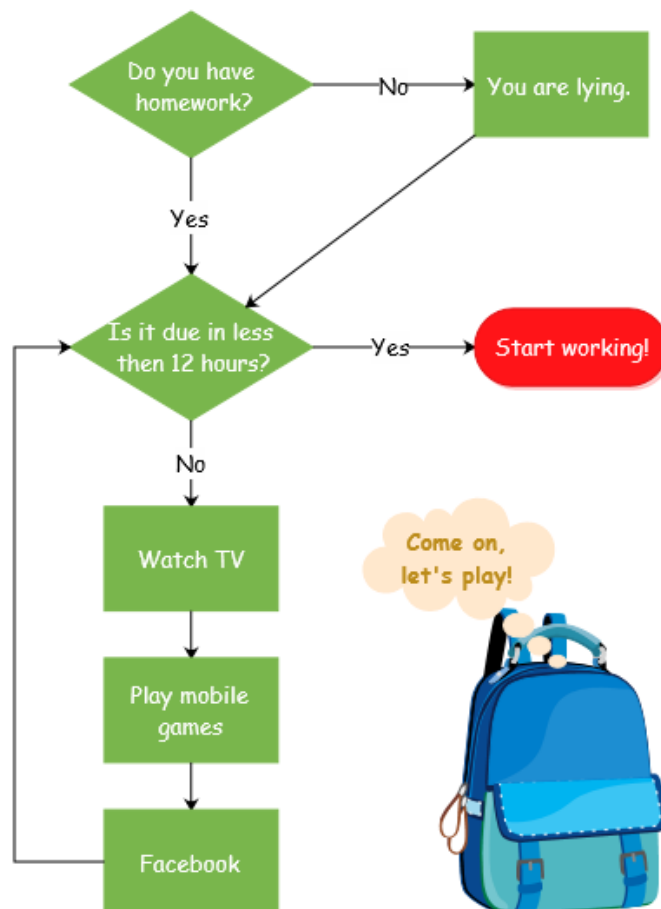 Do you have
homework?
No
You are lying.
Yes
Is it due in less
then 12 hours?
Yes
Start working!
No
Watch TV
Come on,
let's play!
Play mobile
games
Facebook